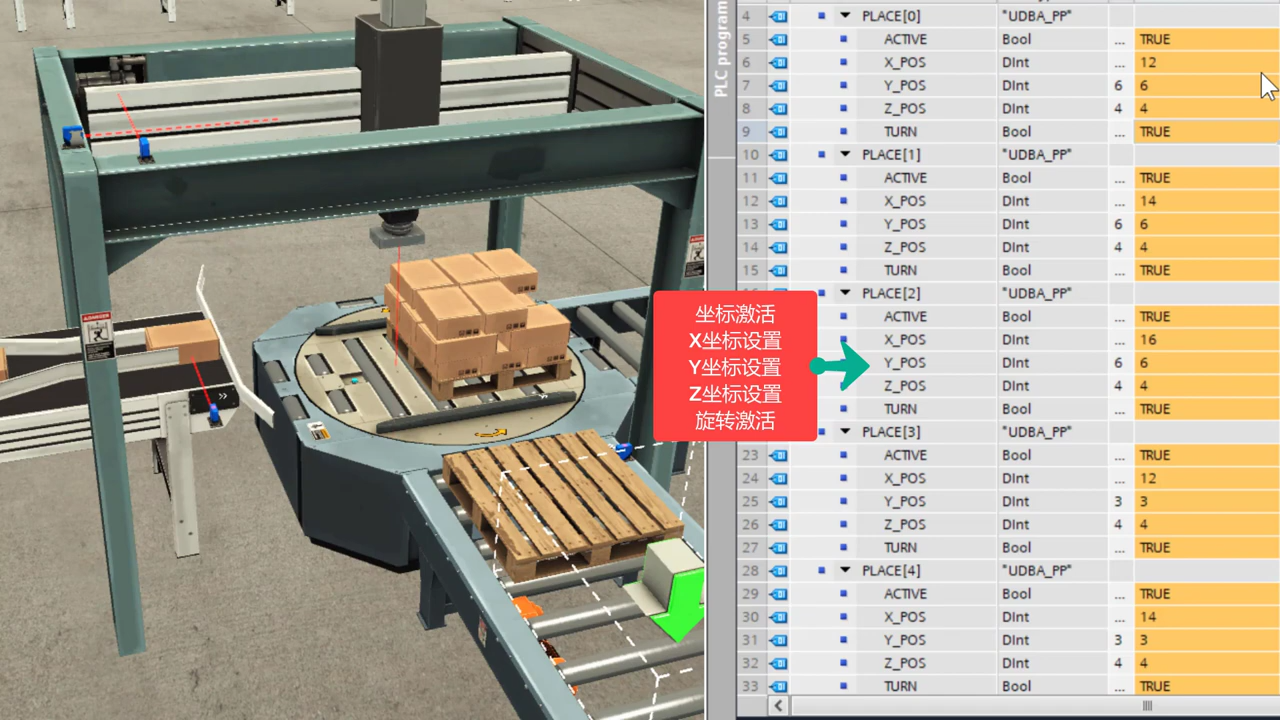 PLC program
4 PLACE[0] "UDBA_PP"
5 ACTIVE Bool ... TRUE
6 X_POS DInt ... 12
7 Y_POS DInt 6 6
8 Z_POS DInt 4 4
9 TURN Bool ... TRUE
10 PLACE[1] "UDBA_PP"
11 ACTIVE Bool ... TRUE
12 X_POS DInt ... 14
13 Y_POS DInt 6 6
14 Z_POS DInt 4 4
15 TURN Bool ... TRUE
PLACE[2] "UDBA_PP"
ACTIVE Bool ... TRUE
X_POS DInt ... 16
Y_POS DInt 6 6
Z_POS DInt 4 4
TURN Bool ... TRUE
坐标激活
X坐标设置
Y坐标设置
Z坐标设置
旋转激活
PLACE[3] "UDBA_PP"
23 ACTIVE Bool ... TRUE
24 X_POS DInt ... 12
25 Y_POS DInt 3 3
26 Z_POS DInt 4 4
27 TURN Bool ... TRUE
28 PLACE[4] "UDBA_PP"
29 ACTIVE Bool ... TRUE
30 X_POS DInt ... 14
31 Y_POS DInt 3 3
32 Z_POS DInt 4 4
33 TURN Bool ... TRUE